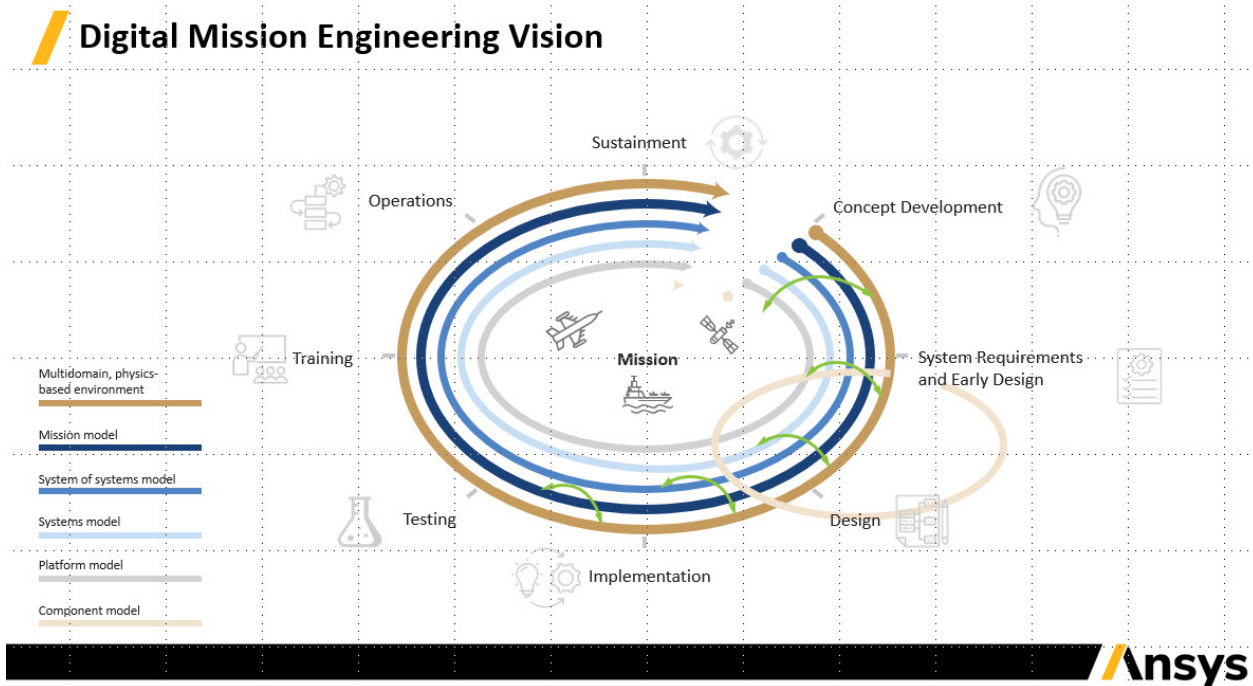 Digital Mission Engineering Vision
Sustainment
Operations
Concept Development
Training
Mission
System Requirements
and Early Design
Multidomain, physics-
based environment
Mission model
System of systems model
Systems model
Platform model
Component model
Testing
Design
Implementation
Ansys